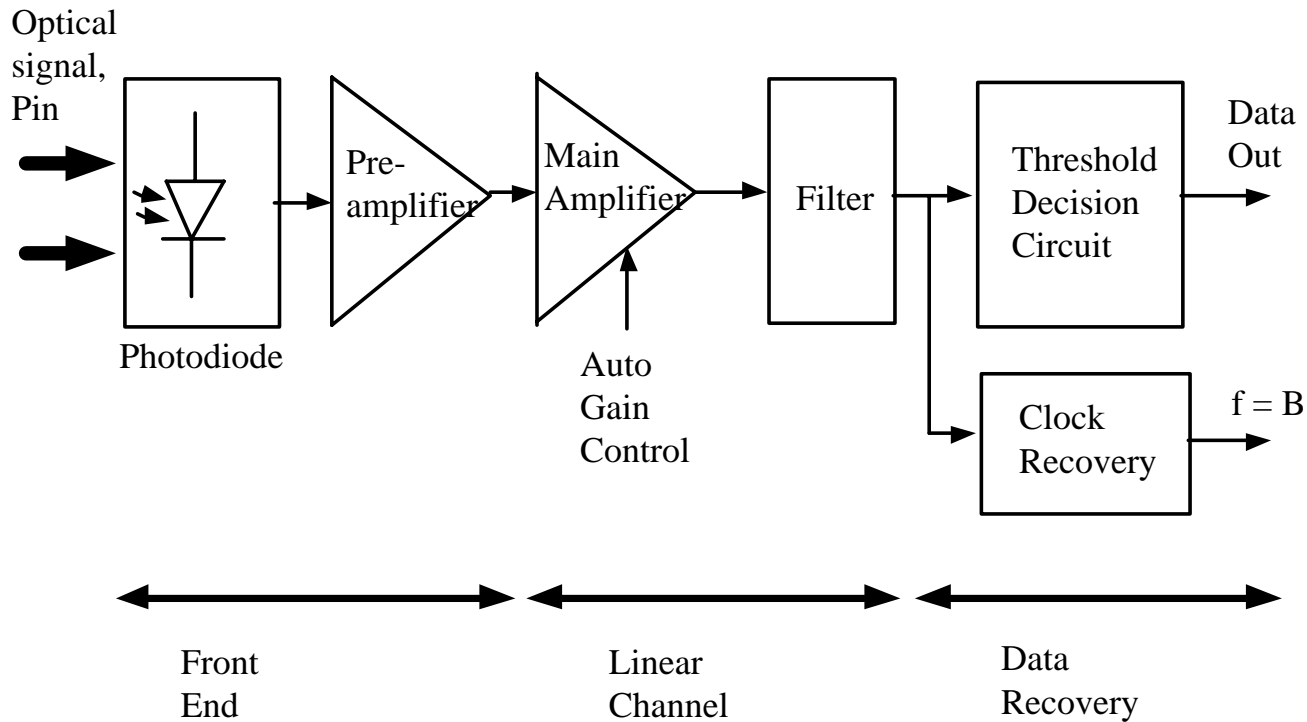 Optical
signal,
Pin
Photodiode
Pre-
amplifier
Main
Amplifier
Auto
Gain
Control
Filter
Threshold
Decision
Circuit
Data
Out
Clock
Recovery
f = B
Front
End
Linear
Channel
Data
Recovery